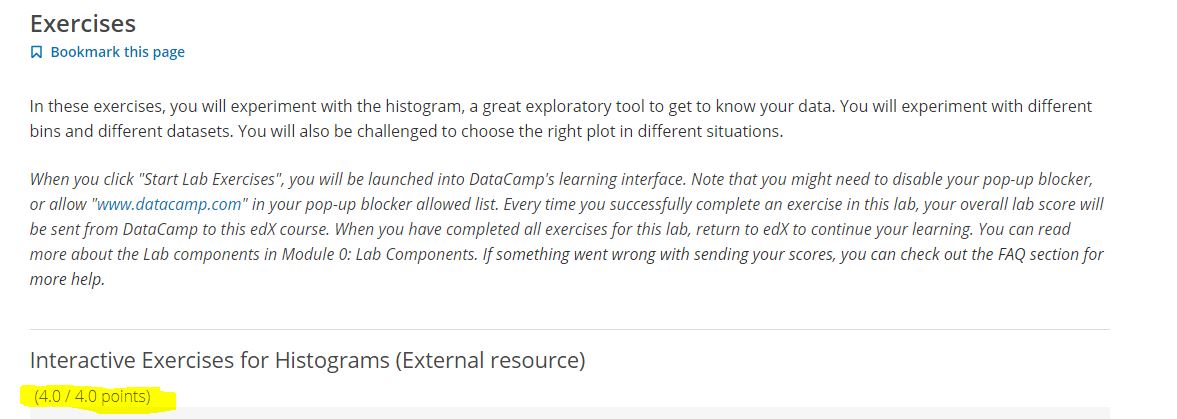 Exercises
Bookmark this page
In these exercises, you will experiment with the histogram, a great exploratory tool to get to know your data. You will experiment with different
bins and different datasets. You will also be challenged to choose the right plot in different situations.
When you click "Start Lab Exercises", you will be launched into DataCamp's learning interface. Note that you might need to disable your pop-up blocker,
or allow "www.datacamp.com" in your pop-up blocker allowed list. Every time you successfully complete an exercise in this lab, your overall lab score will
be sent from DataCamp to this edX course. When you have completed all exercises for this lab, return to edX to continue your learning. You can read
more about the Lab components in Module 0: Lab Components. If something went wrong with sending your scores, you can check out the FAQ section for
more help.
Interactive Exercises for Histograms (External resource)
(4.0 / 4.0 points)